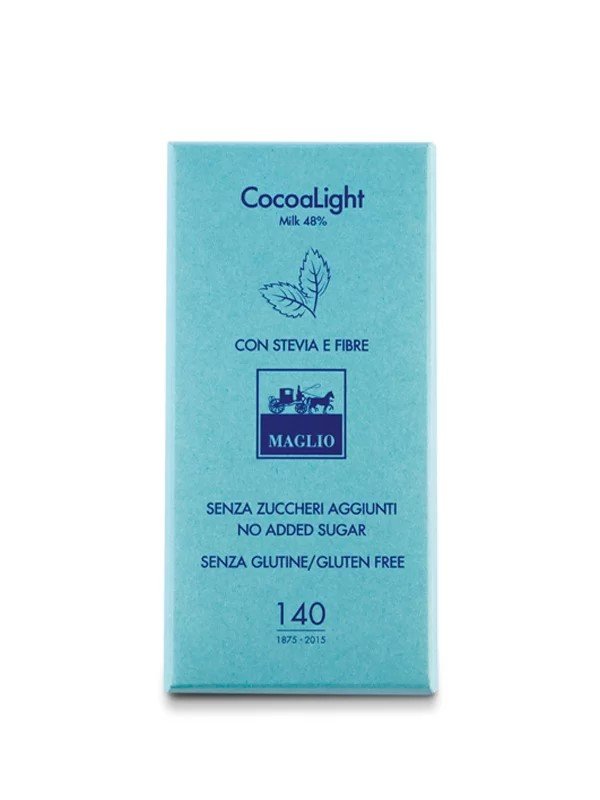 CocoaLight
Milk 48%
CON STEVIA E FIBRE
MAGLIO
SENZA ZUCCHERI AGGIUNTI
NO ADDED SUGAR
SENZA GLUTINE/GLUTEN FREE
140
1875 - 2015